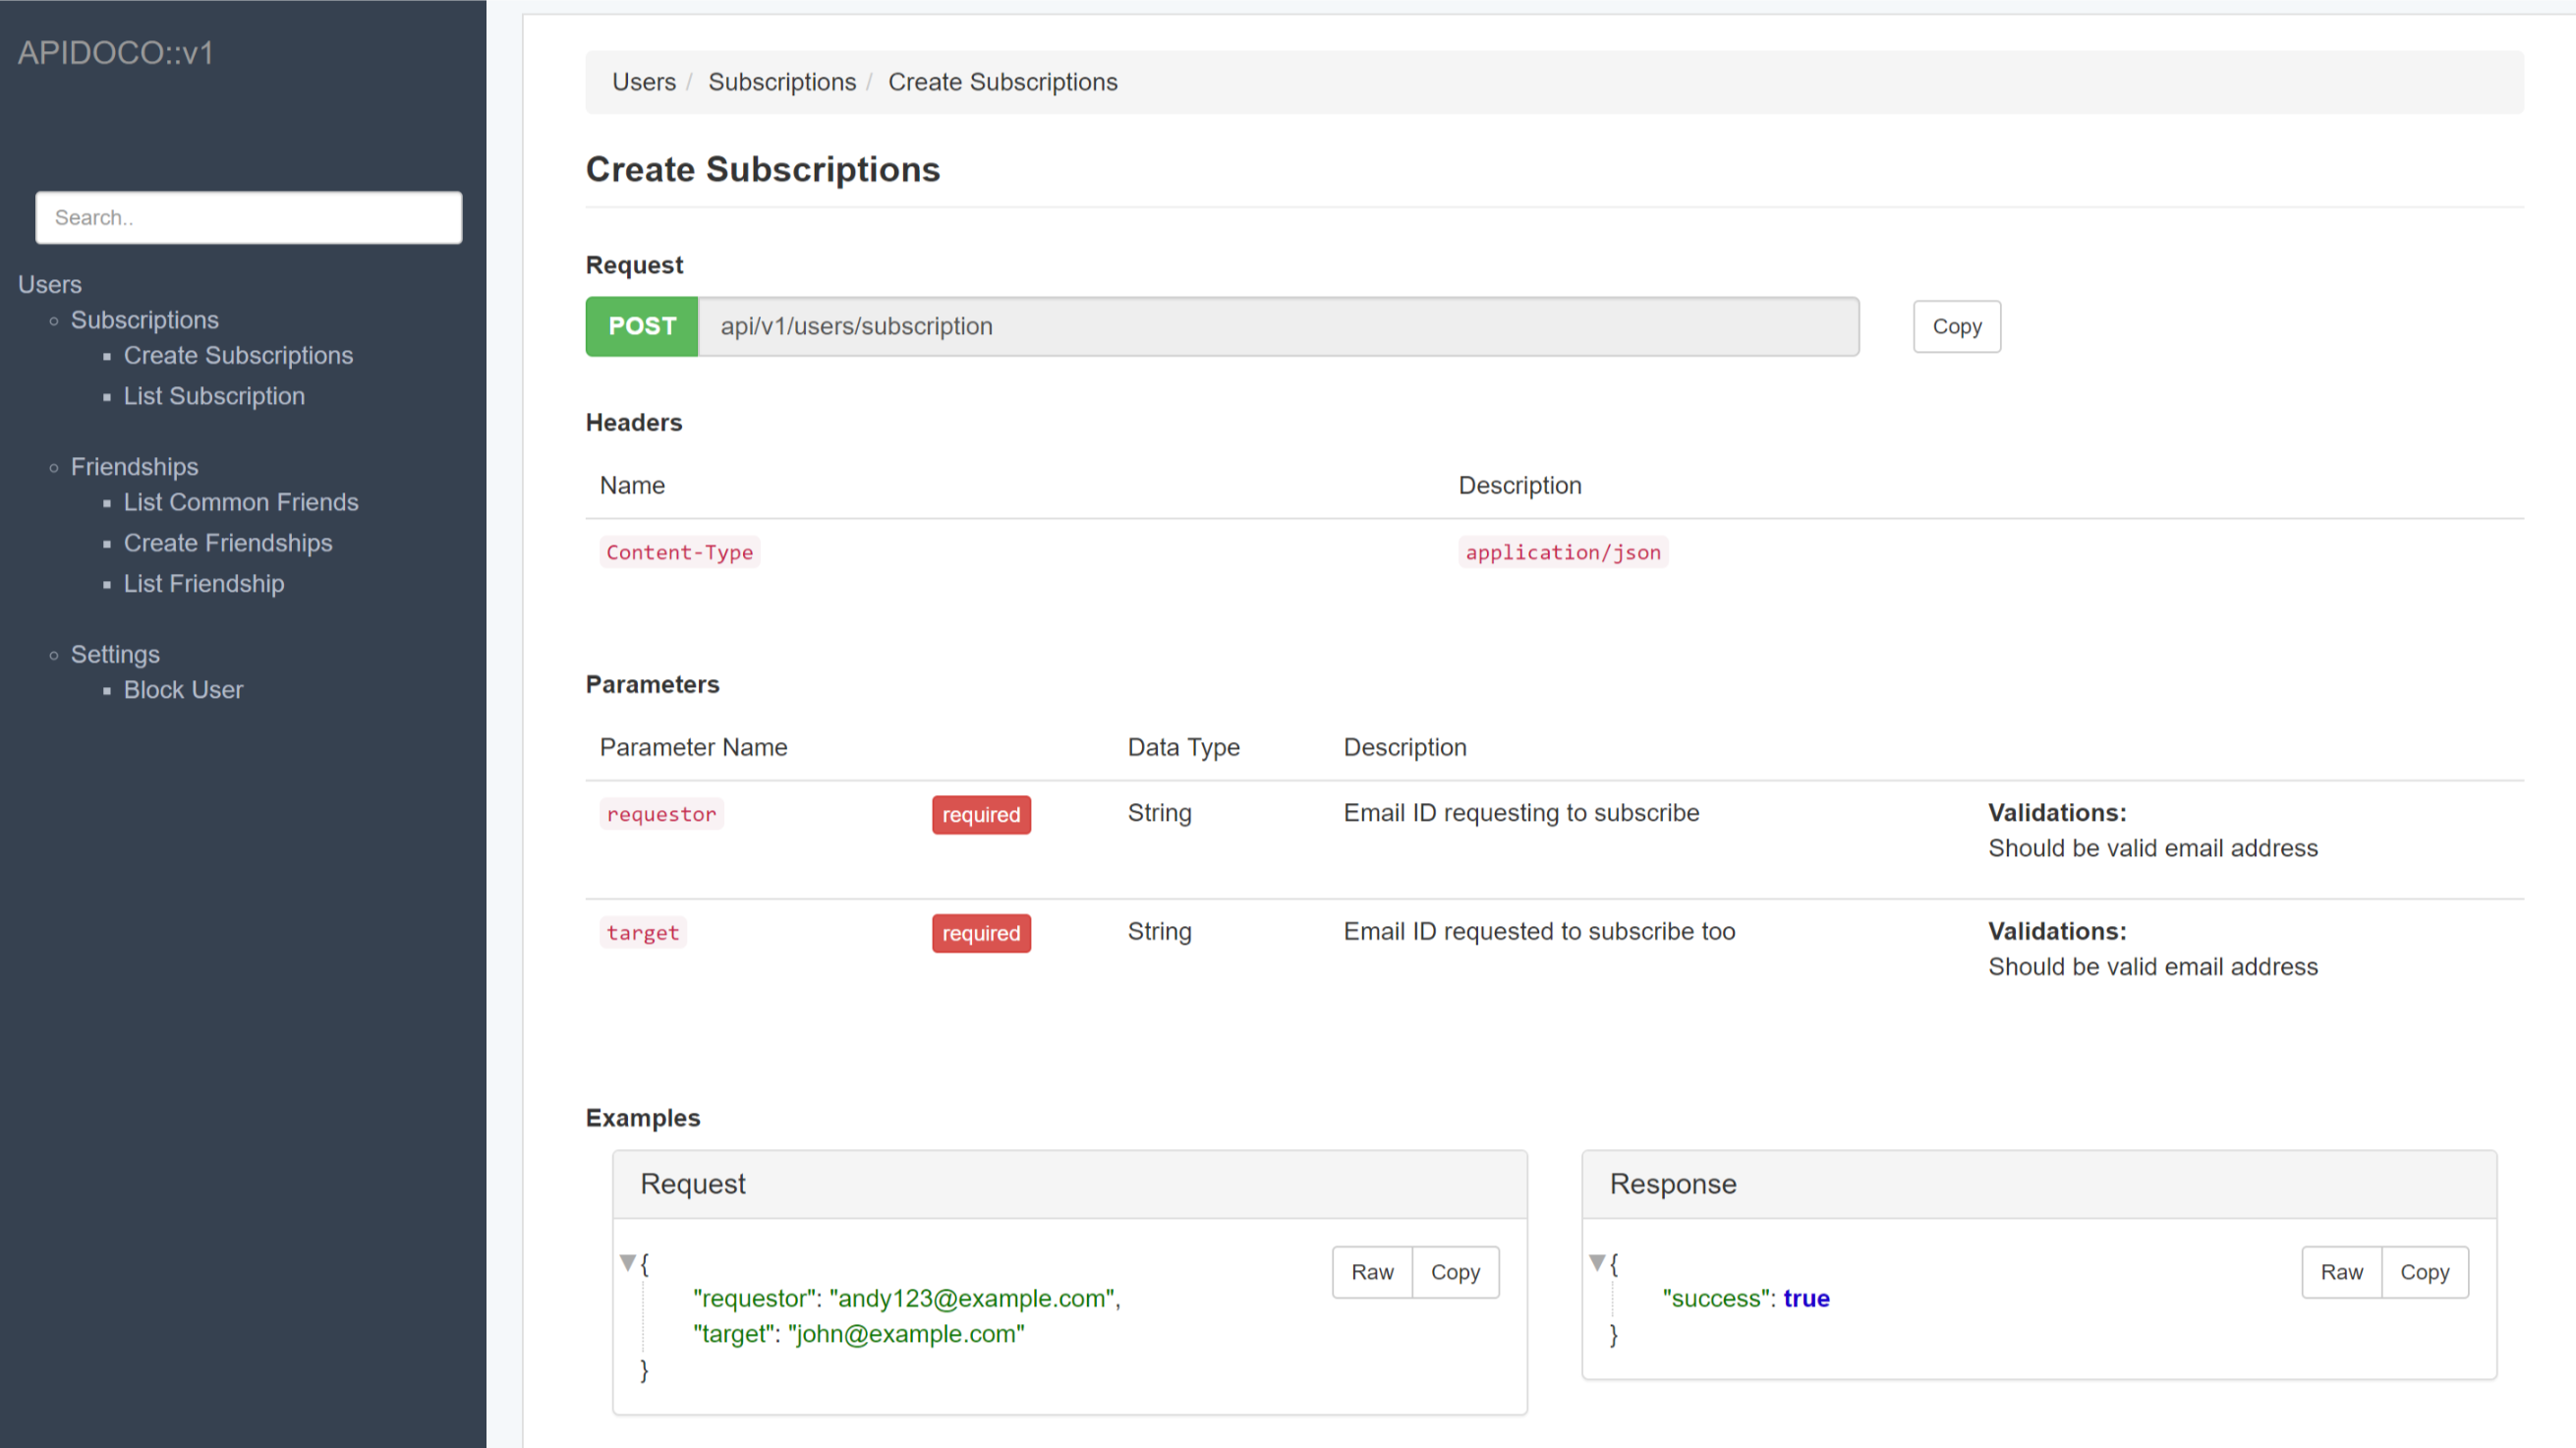 APIDOCO::v1
Search..
Users
Subscriptions
Create Subscriptions
List Subscription
Friendships
List Common Friends
Create Friendships
List Friendship
Settings
Block User
Users / Subscriptions / Create Subscriptions
Create Subscriptions
Request
POST api/v1/users/subscription Copy
Headers
Name Description
Content-Type application/json
Parameters
Parameter Name Data Type Description
requestor required String Email ID requesting to subscribe Validations:
Should be valid email address
target required String Email ID requested to subscribe too Validations:
Should be valid email address
Examples
Request
{
"requestor": "andy123@example.com",
"target": "john@example.com"
}
Raw Copy
Response
{
"success": true
}
Raw Copy